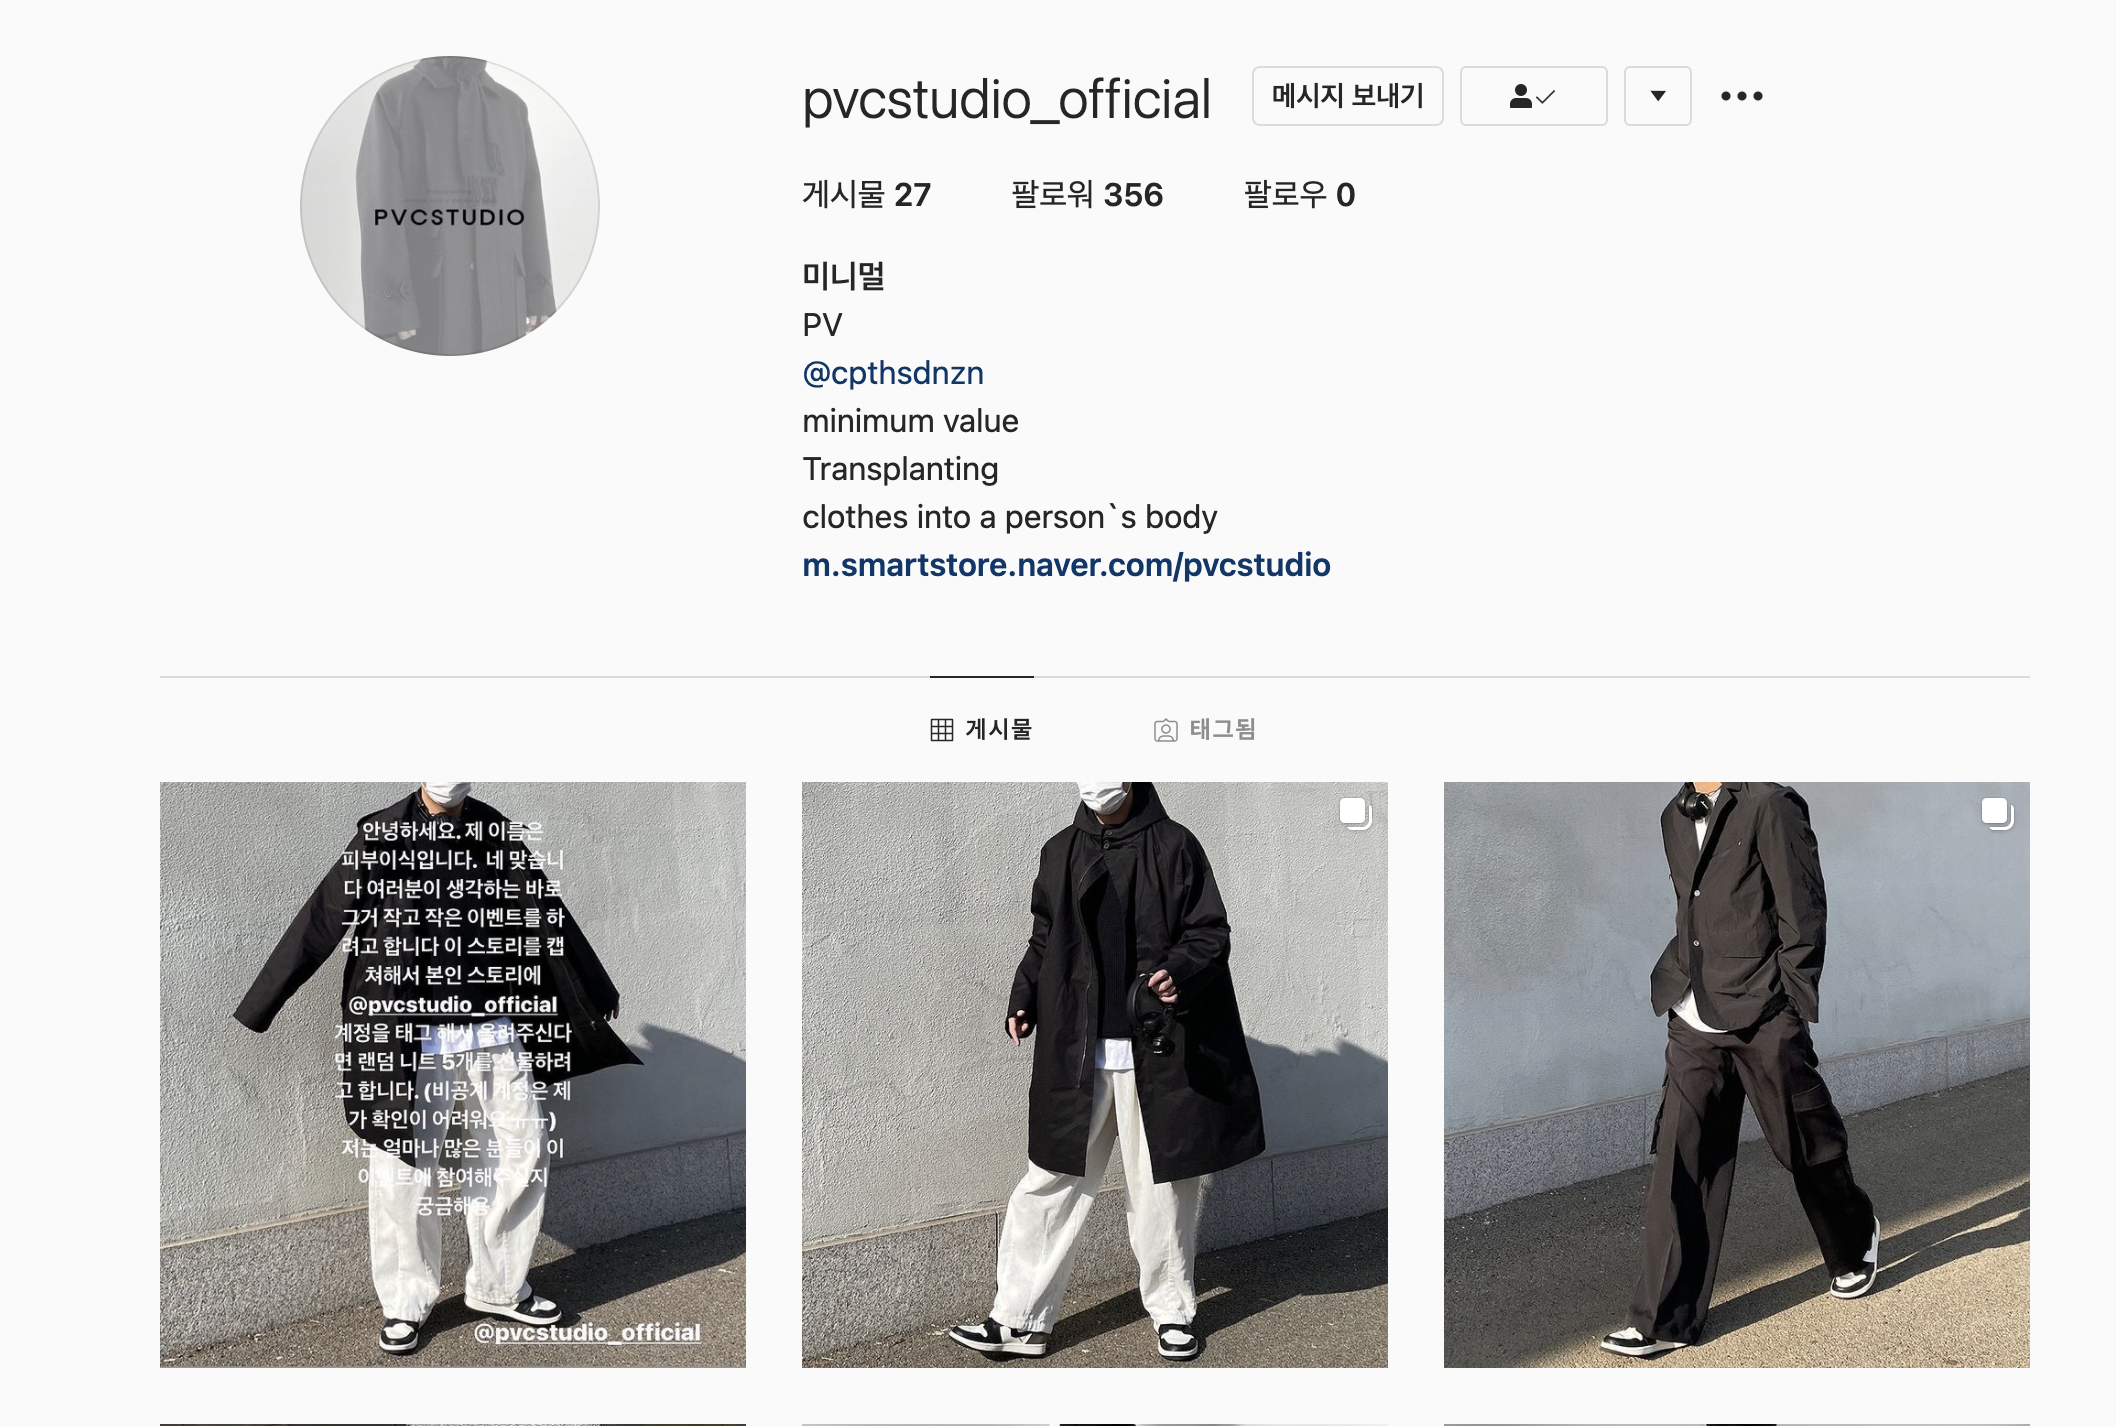 PVCSTUDIO
pvcstudio_official
메시지 보내기
게시물 27 팔로워 356 팔로우 0
미니멀
PV
@cpthsdnzn
minimum value
Transplanting
clothes into a person`s body
m.smartstore.naver.com/pvcstudio
게시물 태그됨
안녕하세요. 제 이름은
피부이식입니다. 네 맞습니
다 여러분이 생각하는 바로
그거 작고 작은 이벤트를 하
려고 합니다 이 스토리를 캡
쳐해서 본인 스토리에
@pvcstudio_official
계정을 태그 해서 올려주신다
면 랜덤 니트 5개를 선물하려
고 합니다. (비공계 계정은 제
가 확인이 어려워요ㅠㅠ)
저는 얼마나 많은 분들이 이
이벤트에 참여해주실지
궁금해용
@pvcstudio_official